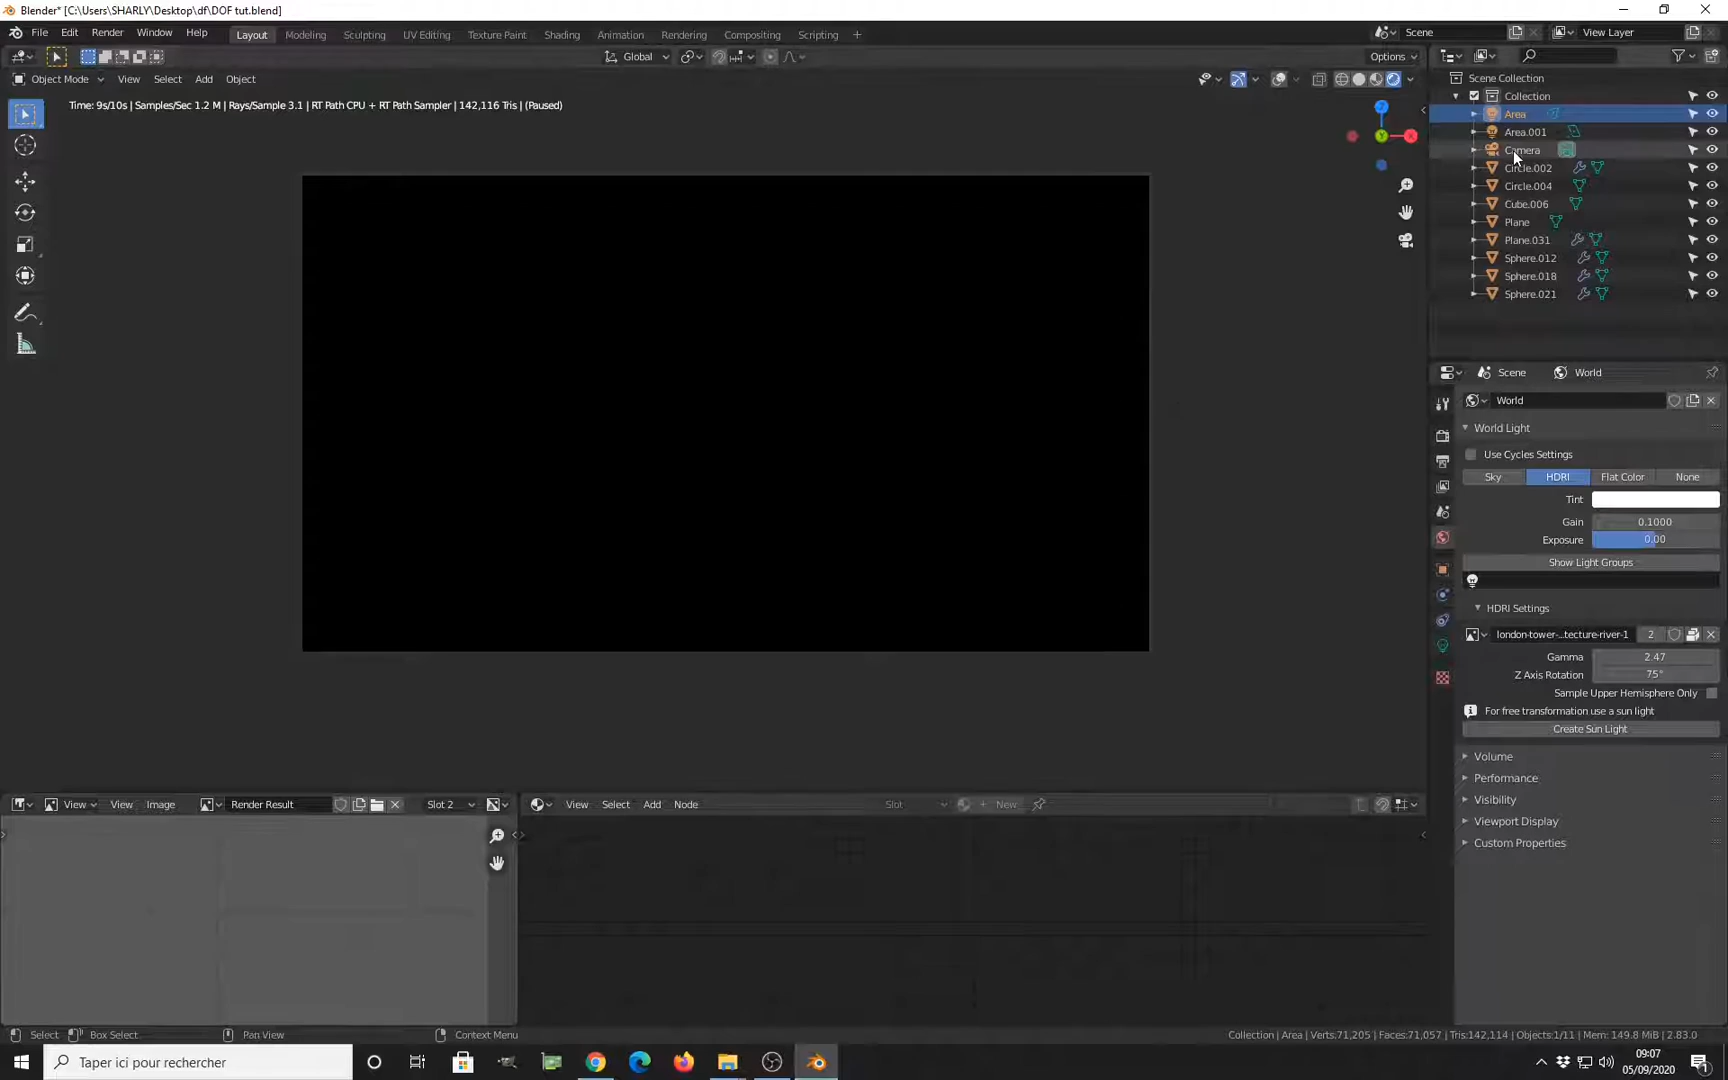 Blender* [C:\Users\SHARLY\Desktop\df\DOF tut.blend]
File Edit Render Window Help Layout Modeling Sculpting UV Editing Texture Paint Shading Animation Rendering Compositing Scripting + Scene View Layer
Global Options
Object Mode View Select Add Object
Time: 9s/10s | Samples/Sec 1.2 M | Rays/Sample 3.1 | RT Path CPU + RT Path Sampler | 142,116 Tris | (Paused)
Z
Y
X
Scene Collection
Collection
Area
Area.001
Camera
Circle.002
Circle.004
Cube.006
Plane
Plane.031
Sphere.012
Sphere.018
Sphere.021
Scene World
World
World Light
Use Cycles Settings
Sky HDRI Flat Color None
Tint
Gain 0.1000
Exposure 0.00
Show Light Groups
HDRI Settings
london-tower-...tecture-river-1 2
Gamma 2.47
Z Axis Rotation 75°
Sample Upper Hemisphere Only
For free transformation use a sun light
Create Sun Light
Volume
Performance
Visibility
Viewport Display
Custom Properties
View View Image Render Result Slot 2
View Select Add Node Slot New
Select Box Select Pan View Context Menu
Collection | Area | Verts:71,205 | Faces:71,057 | Tris:142,114 | Objects:1/11 | Mem: 149.8 MiB | 2.83.0
Taper ici pour rechercher
09:07
05/09/2020
1